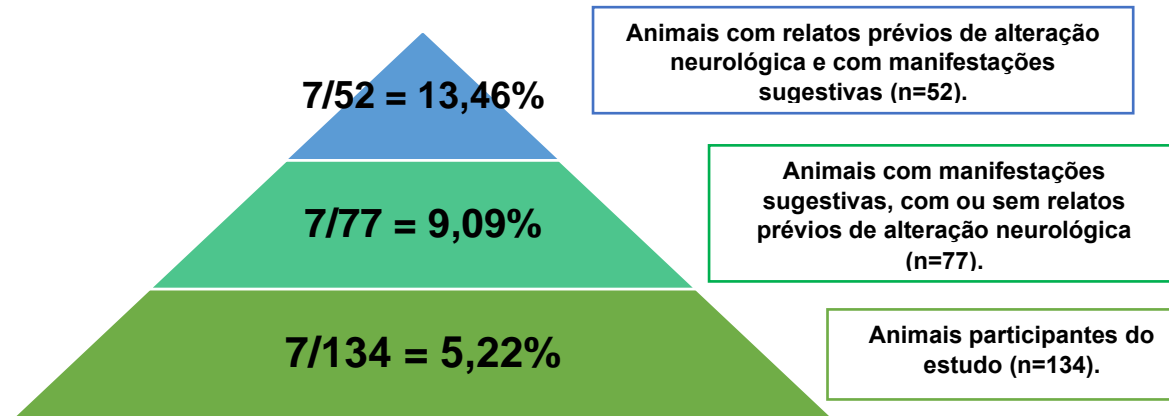 7/52 = 13,46%
Animais com relatos prévios de alteração
neurológica e com manifestações
sugestivas (n=52).
7/77 = 9,09%
Animais com manifestações
sugestivas, com ou sem relatos
prévios de alteração neurológica
(n=77).
7/134 = 5,22%
Animais participantes do
estudo (n=134).